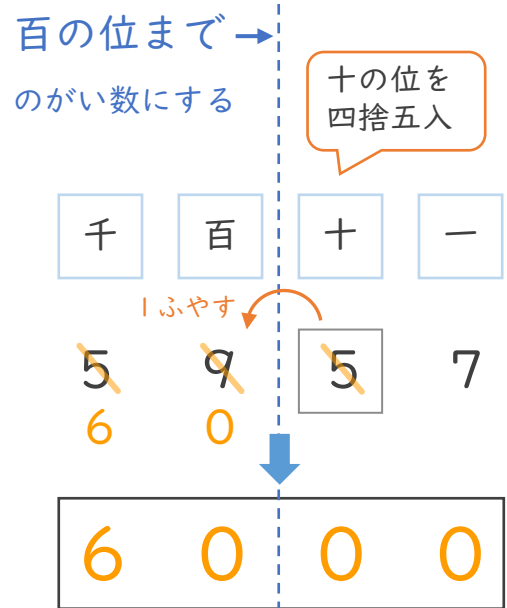 百の位まで→
のがい数にする
十の位を
四捨五入
千 百 十 一
1ふやす
5 9 5 7
6 0
6 0 0 0